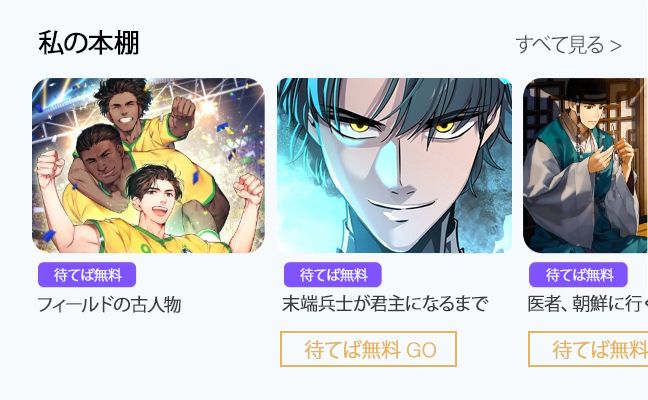 私の本棚
すべて見る >
待てば無料
フィールドの古人物
待てば無料
末端兵士が君主になるまで
待てば無料 GO
待てば無料
医者、朝鮮に行
待てば無料